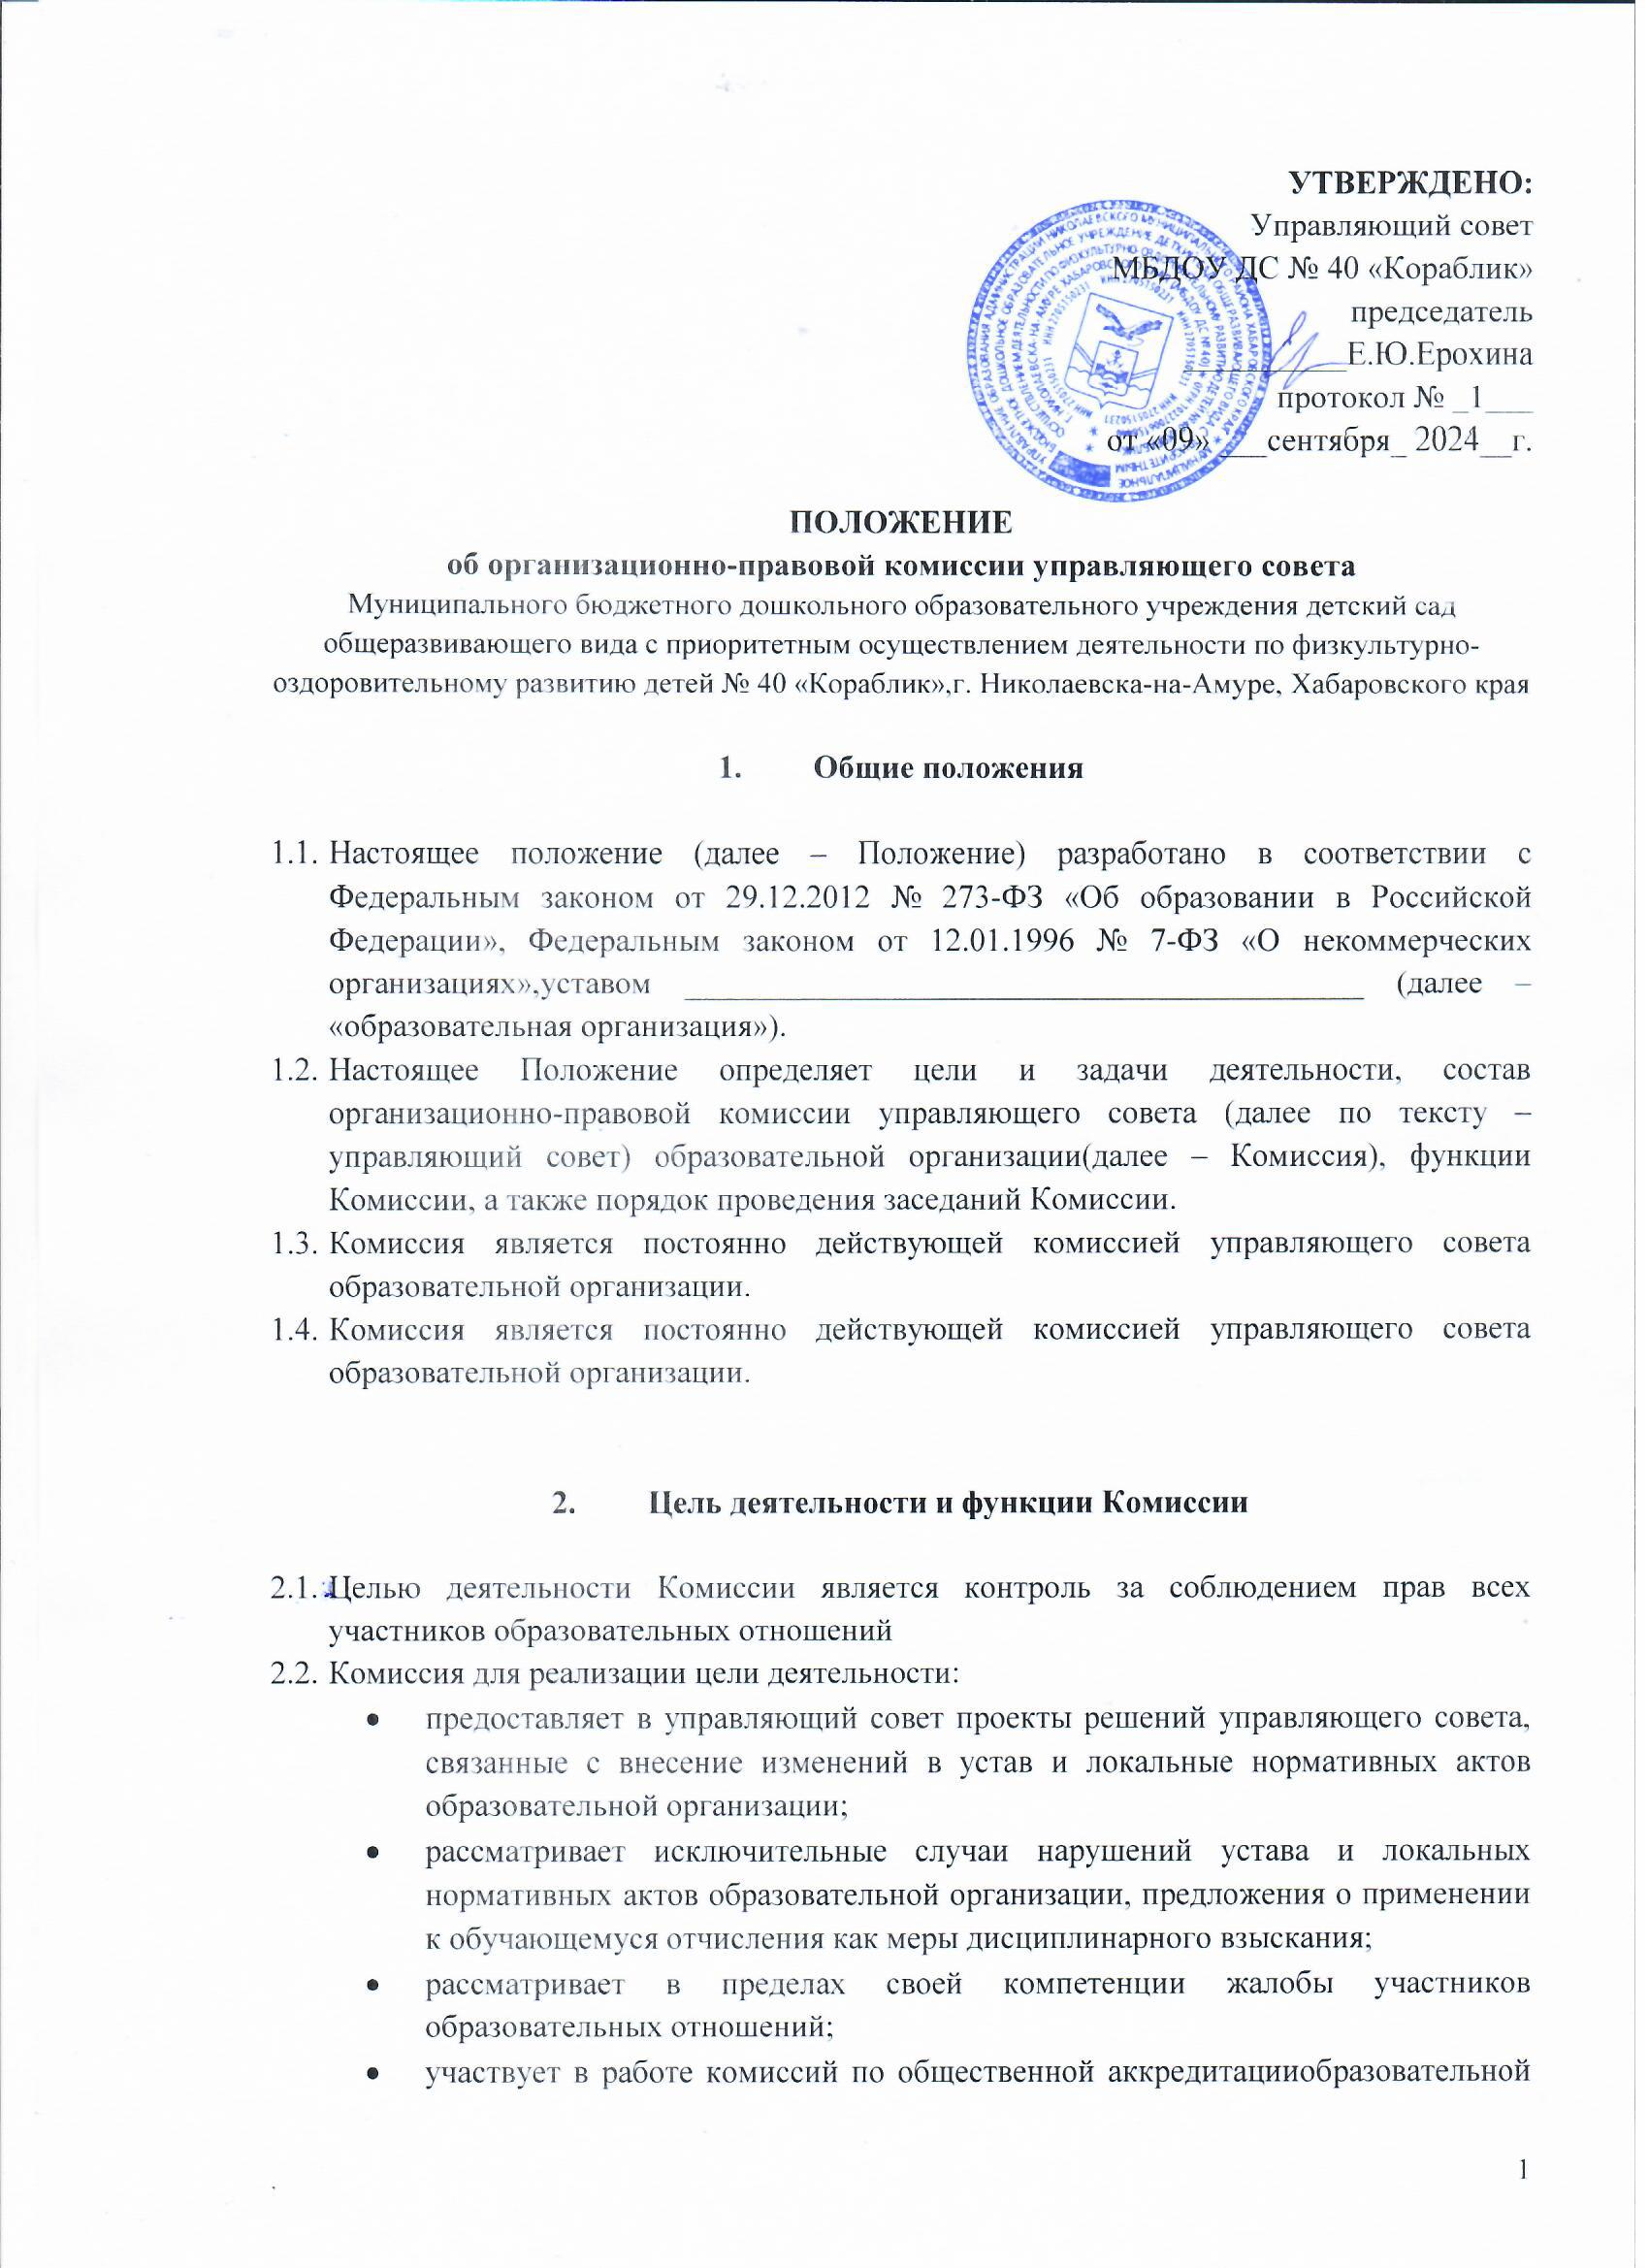 УТВЕРЖДЕНО:
Управляющий совет
МБДОУ ДС № 40 «Кораблик»
председатель
__________Е.Ю.Ерохина
протокол № _1___
от «09» ___сентября_ 2024__г.
ПОЛОЖЕНИЕ
об организационно-правовой комиссии управляющего совета
Муниципального бюджетного дошкольного образовательного учреждения детский сад
общеразвивающего вида с приоритетным осуществлением деятельности по физкультурно-
оздоровительному развитию детей № 40 «Кораблик»,г. Николаевска-на-Амуре, Хабаровского края
1. Общие положения
1.1. Настоящее положение (далее – Положение) разработано в соответствии с
Федеральным законом от 29.12.2012 № 273-ФЗ «Об образовании в Российской
Федерации», Федеральным законом от 12.01.1996 № 7-ФЗ «О некоммерческих
организациях»,уставом ___________________________________________ (далее –
«образовательная организация»).
1.2. Настоящее Положение определяет цели и задачи деятельности, состав
организационно-правовой комиссии управляющего совета (далее по тексту –
управляющий совет) образовательной организации(далее – Комиссия), функции
Комиссии, а также порядок проведения заседаний Комиссии.
1.3. Комиссия является постоянно действующей комиссией управляющего совета
образовательной организации.
1.4. Комиссия является постоянно действующей комиссией управляющего совета
образовательной организации.
2. Цель деятельности и функции Комиссии
2.1. Целью деятельности Комиссии является контроль за соблюдением прав всех
участников образовательных отношений
2.2. Комиссия для реализации цели деятельности:
• предоставляет в управляющий совет проекты решений управляющего совета,
связанные с внесение изменений в устав и локальные нормативных актов
образовательной организации;
• рассматривает исключительные случаи нарушений устава и локальных
нормативных актов образовательной организации, предложения о применении
к обучающемуся отчисления как меры дисциплинарного взыскания;
• рассматривает в пределах своей компетенции жалобы участников
образовательных отношений;
• участвует в работе комиссий по общественной аккредитацииобразовательной
1